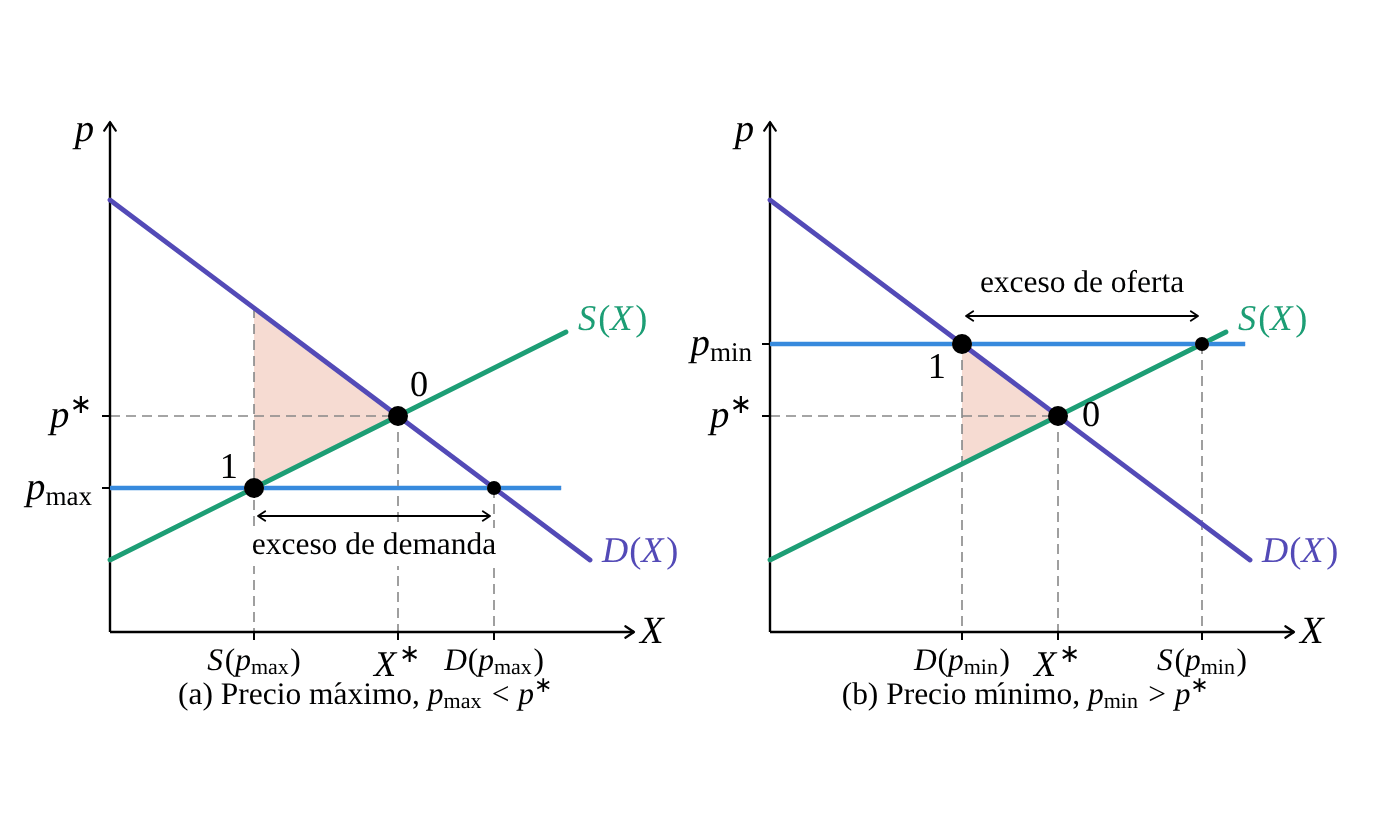 p
S(X)
0
p*
1
p_max
exceso de demanda
D(X)
X
S(p_max)
X*
D(p_max)
(a) Precio máximo, p_max < p*
p
exceso de oferta
S(X)
p_min
1
p*
0
D(X)
X
D(p_min)
X*
S(p_min)
(b) Precio mínimo, p_min > p*